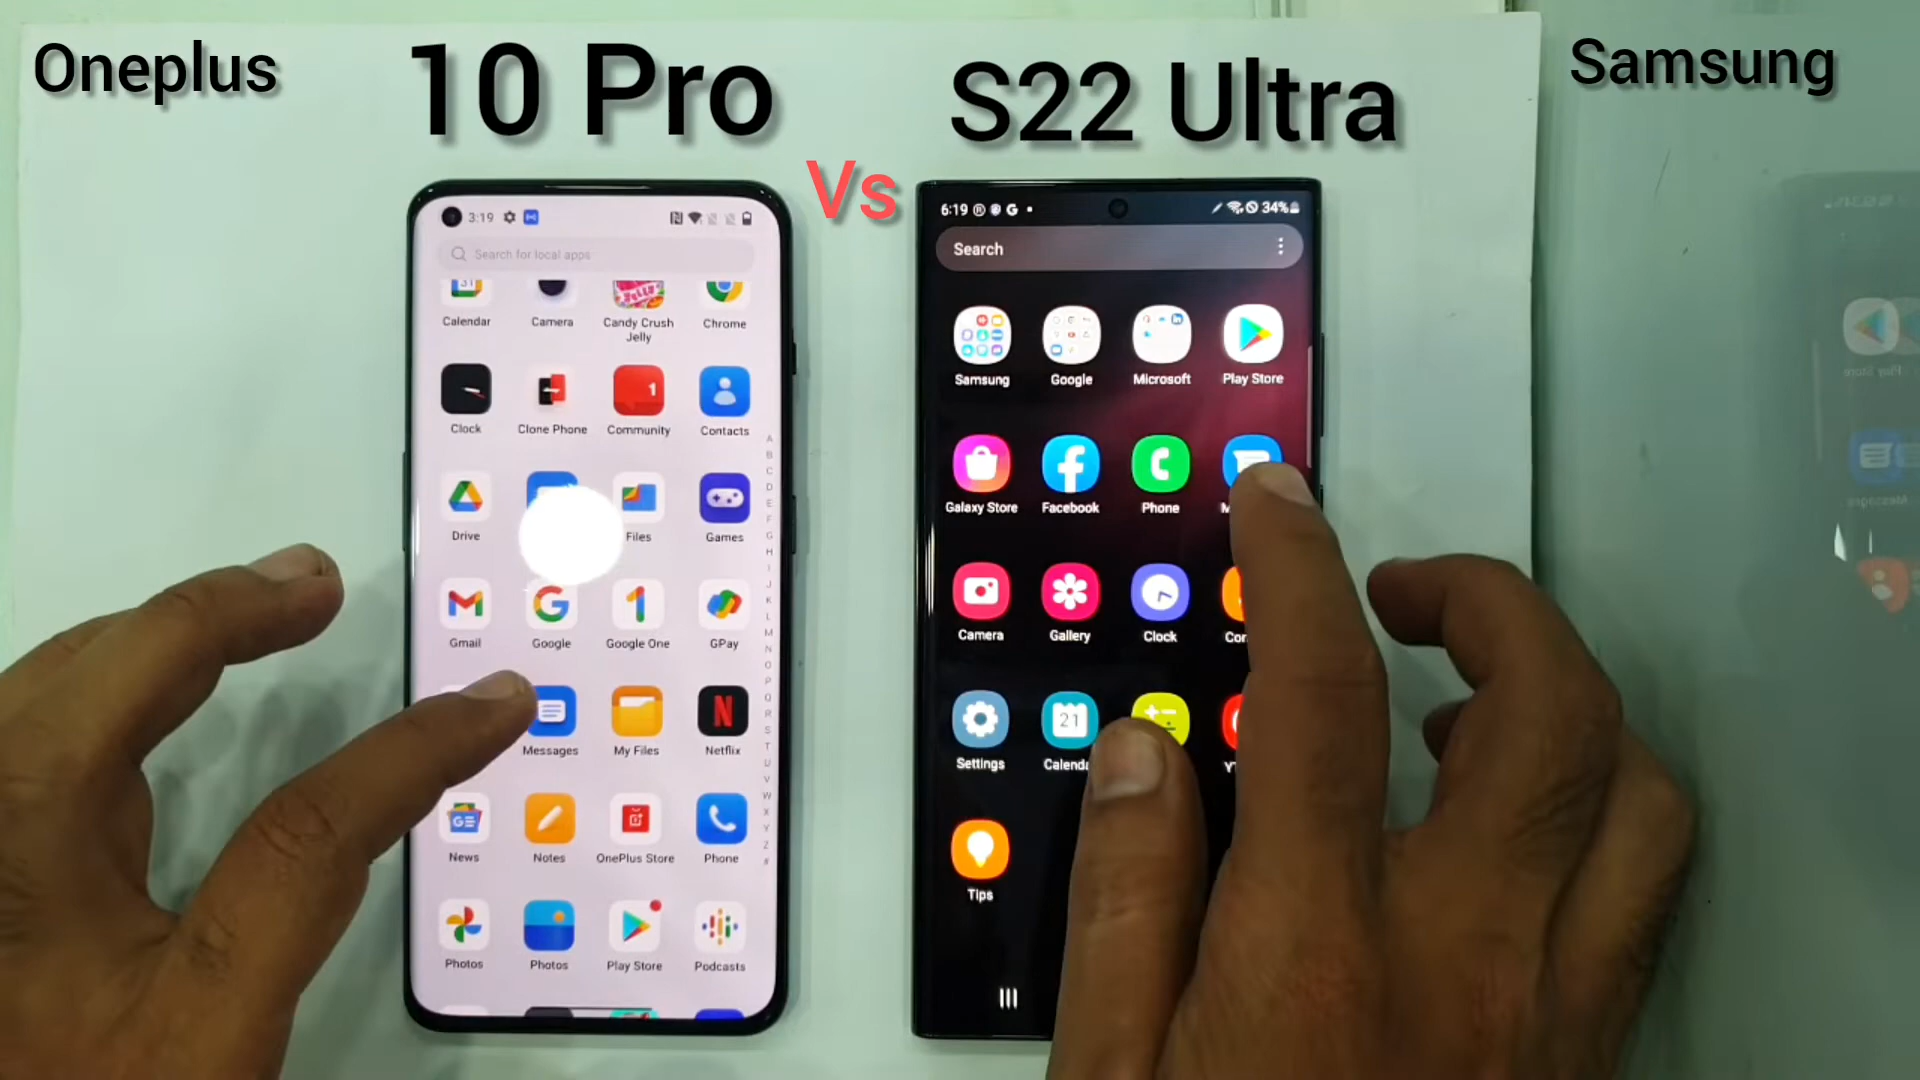 Oneplus
10 Pro
S22 Ultra
Samsung
Vs
3:19
Search for local apps
31
Calendar
Camera
Candy Crush
Jelly
Chrome
Clock
Clone Phone
Community
1
Contacts
Drive
Files
Games
Gmail
Google
Google One
GPay
Messages
My Files
Netflix
News
Notes
OnePlus Store
Phone
Photos
Photos
Play Store
Podcasts
A
B
C
D
E
F
G
H
I
J
K
L
M
N
O
P
Q
R
S
T
U
V
W
X
Y
Z
#
6:19
34%
Search
Samsung
Google
Microsoft
Play Store
Galaxy Store
Facebook
Phone
Camera
Gallery
Clock
Settings
21
Tips